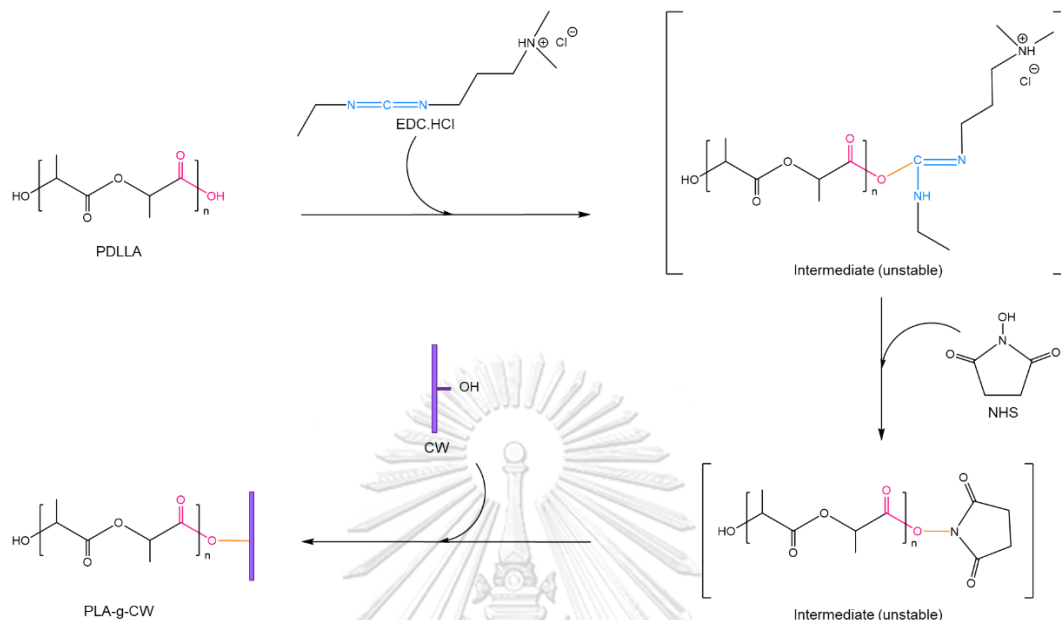 HN⊕ Cl⊖
N C N
EDC.HCl
O
O
OH
HO
O
n
PDLLA
⊕NH
Cl⊖
O
O
C N
HO
O
n
O
NH
Intermediate (unstable)
OH
N
O O
NHS
OH
CW
O
O
HO
O
n
O
PLA-g-CW
O
O
O
HO
O
n
O N
O
Intermediate (unstable)